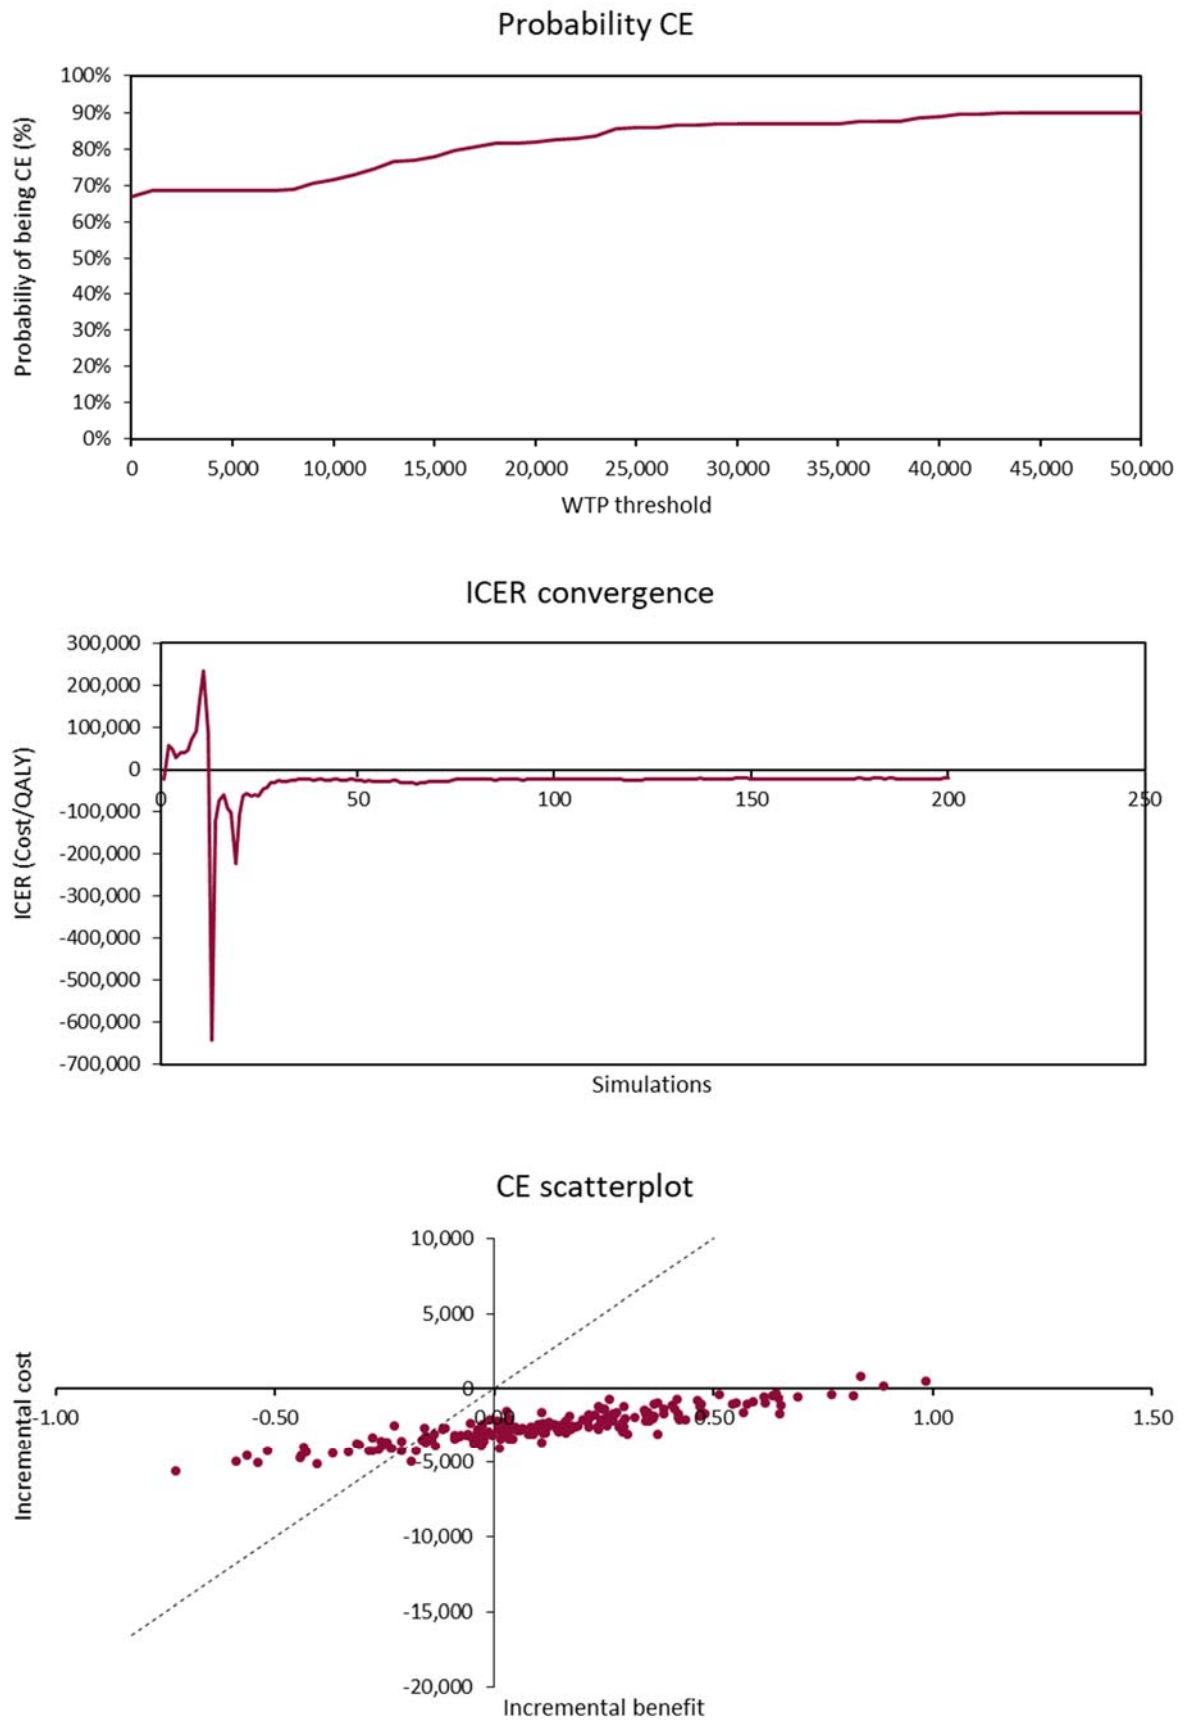 Probability CE
Probabiliy of being CE (%)
100%
90%
80%
70%
60%
50%
40%
30%
20%
10%
0%
0 5,000 10,000 15,000 20,000 25,000 30,000 35,000 40,000 45,000 50,000
WTP threshold
ICER convergence
ICER (Cost/QALY)
300,000
200,000
100,000
0
-100,000
-200,000
-300,000
-400,000
-500,000
-600,000
-700,000
0 50 100 150 200 250
Simulations
CE scatterplot
Incremental cost
10,000
5,000
0
-5,000
-10,000
-15,000
-20,000
-1.00 -0.50 0.00 0.50 1.00 1.50
Incremental benefit